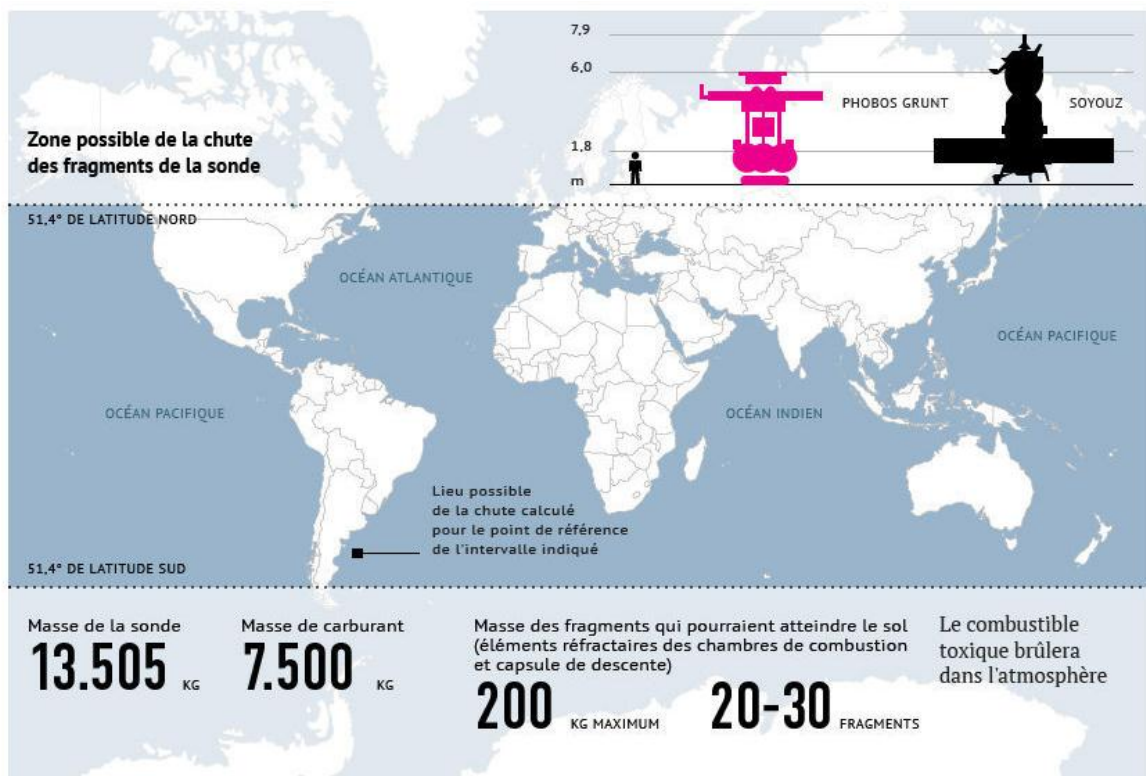 7,9
6,0
PHOBOS GRUNT
SOYOUZ
1,8
m
Zone possible de la chute
des fragments de la sonde
51,4° DE LATITUDE NORD
OCÉAN ATLANTIQUE
OCÉAN PACIFIQUE
OCÉAN PACIFIQUE
OCÉAN INDIEN
Lieu possible
de la chute calculé
pour le point de référence
de l'intervalle indiqué
51,4° DE LATITUDE SUD
Masse de la sonde
13.505 KG
Masse de carburant
7.500 KG
Masse des fragments qui pourraient atteindre le sol
(éléments réfractaires des chambres de combustion
et capsule de descente)
200 KG MAXIMUM
20-30 FRAGMENTS
Le combustible
toxique brûlera
dans l'atmosphère